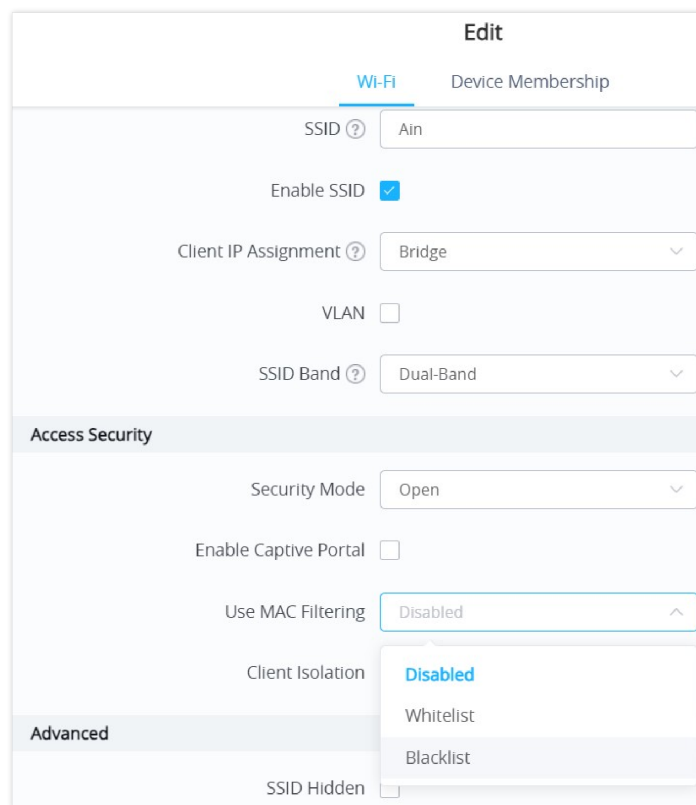 Edit
Wi-Fi Device Membership
SSID ? Ain
Enable SSID
Client IP Assignment ? Bridge
VLAN
SSID Band ? Dual-Band
Access Security
Security Mode Open
Enable Captive Portal
Use MAC Filtering Disabled
Client Isolation Disabled
Whitelist
Advanced
Blacklist
SSID Hidden